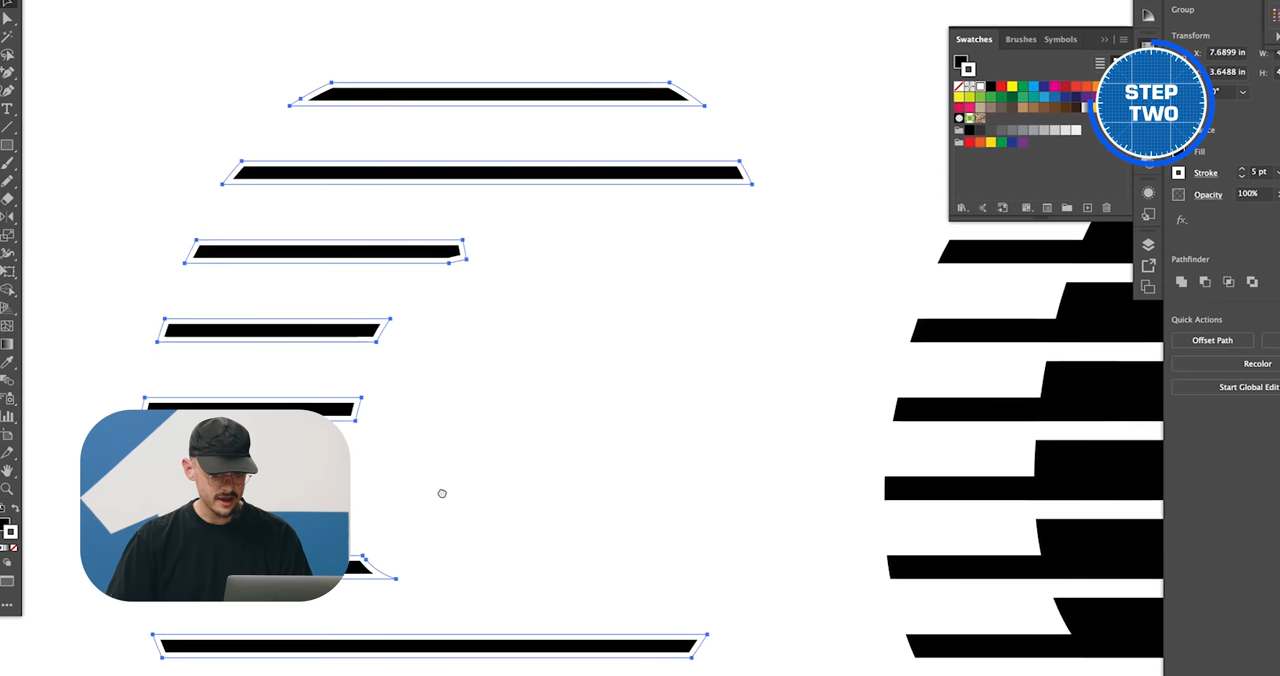 Group
Swatches Brushes Symbols
Transform
X: 7.6899 in W:
3.6488 in H:
STEP
TWO
Fill
Stroke 5 pt
Opacity 100%
fx.
Pathfinder
Quick Actions
Offset Path
Recolor
Start Global Edit